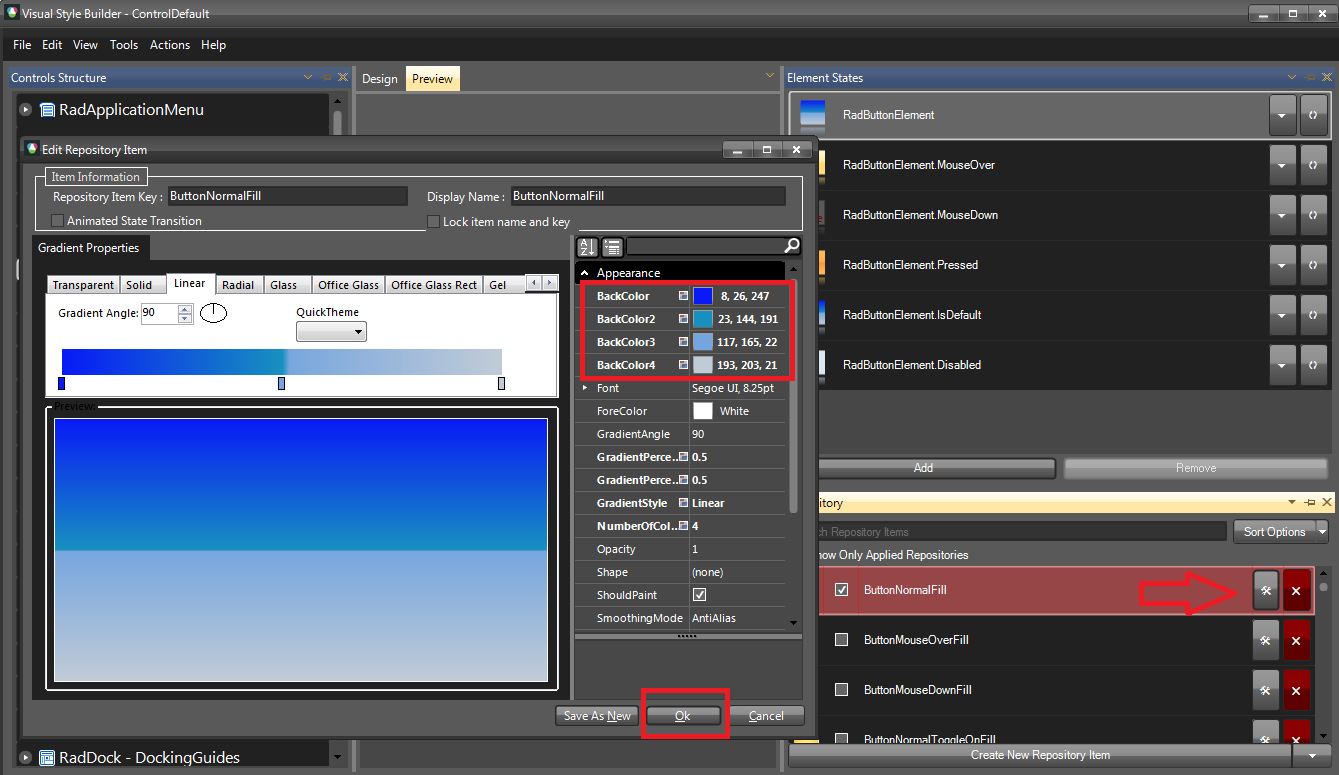 Visual Style Builder - ControlDefault
File Edit View Tools Actions Help
Controls Structure
Design Preview
Element States
RadApplicationMenu
RadButtonElement
RadButtonElement.MouseOver
RadButtonElement.MouseDown
RadButtonElement.Pressed
RadButtonElement.IsDefault
RadButtonElement.Disabled
Add Remove
Edit Repository Item
Item Information
Repository Item Key : ButtonNormalFill Display Name : ButtonNormalFill
Animated State Transition Lock item name and key
Gradient Properties
Transparent Solid Linear Radial Glass Office Glass Office Glass Rect Gel
Gradient Angle: 90 QuickTheme
Preview:
Appearance
BackColor 8, 26, 247
BackColor2 23, 144, 191
BackColor3 117, 165, 22
BackColor4 193, 203, 21
Font Segoe UI, 8.25pt
ForeColor White
GradientAngle 90
GradientPerce... 0.5
GradientPerce... 0.5
GradientStyle Linear
NumberOfCol... 4
Opacity 1
Shape (none)
ShouldPaint
SmoothingMode AntiAlias
Save As New Ok Cancel
itory
ch Repository Items Sort Options
how Only Applied Repositories
ButtonNormalFill
ButtonMouseOverFill
ButtonMouseDownFill
ButtonNormalToggleOnFill
Create New Repository Item
RadDock - DockingGuides